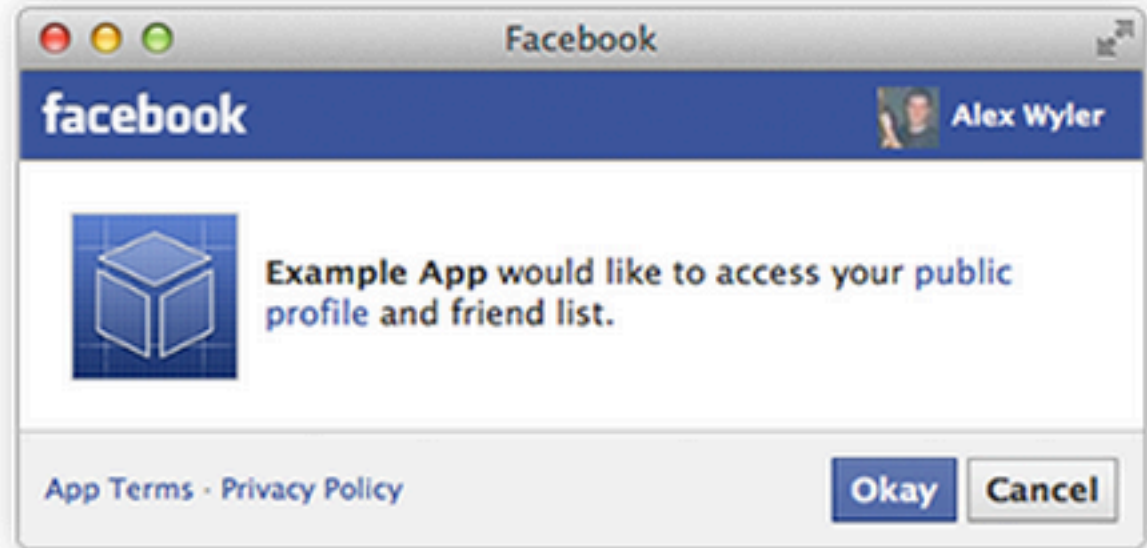 Facebook
facebook
Alex Wyler
Example App would like to access your public
profile and friend list.
App Terms · Privacy Policy
Okay
Cancel